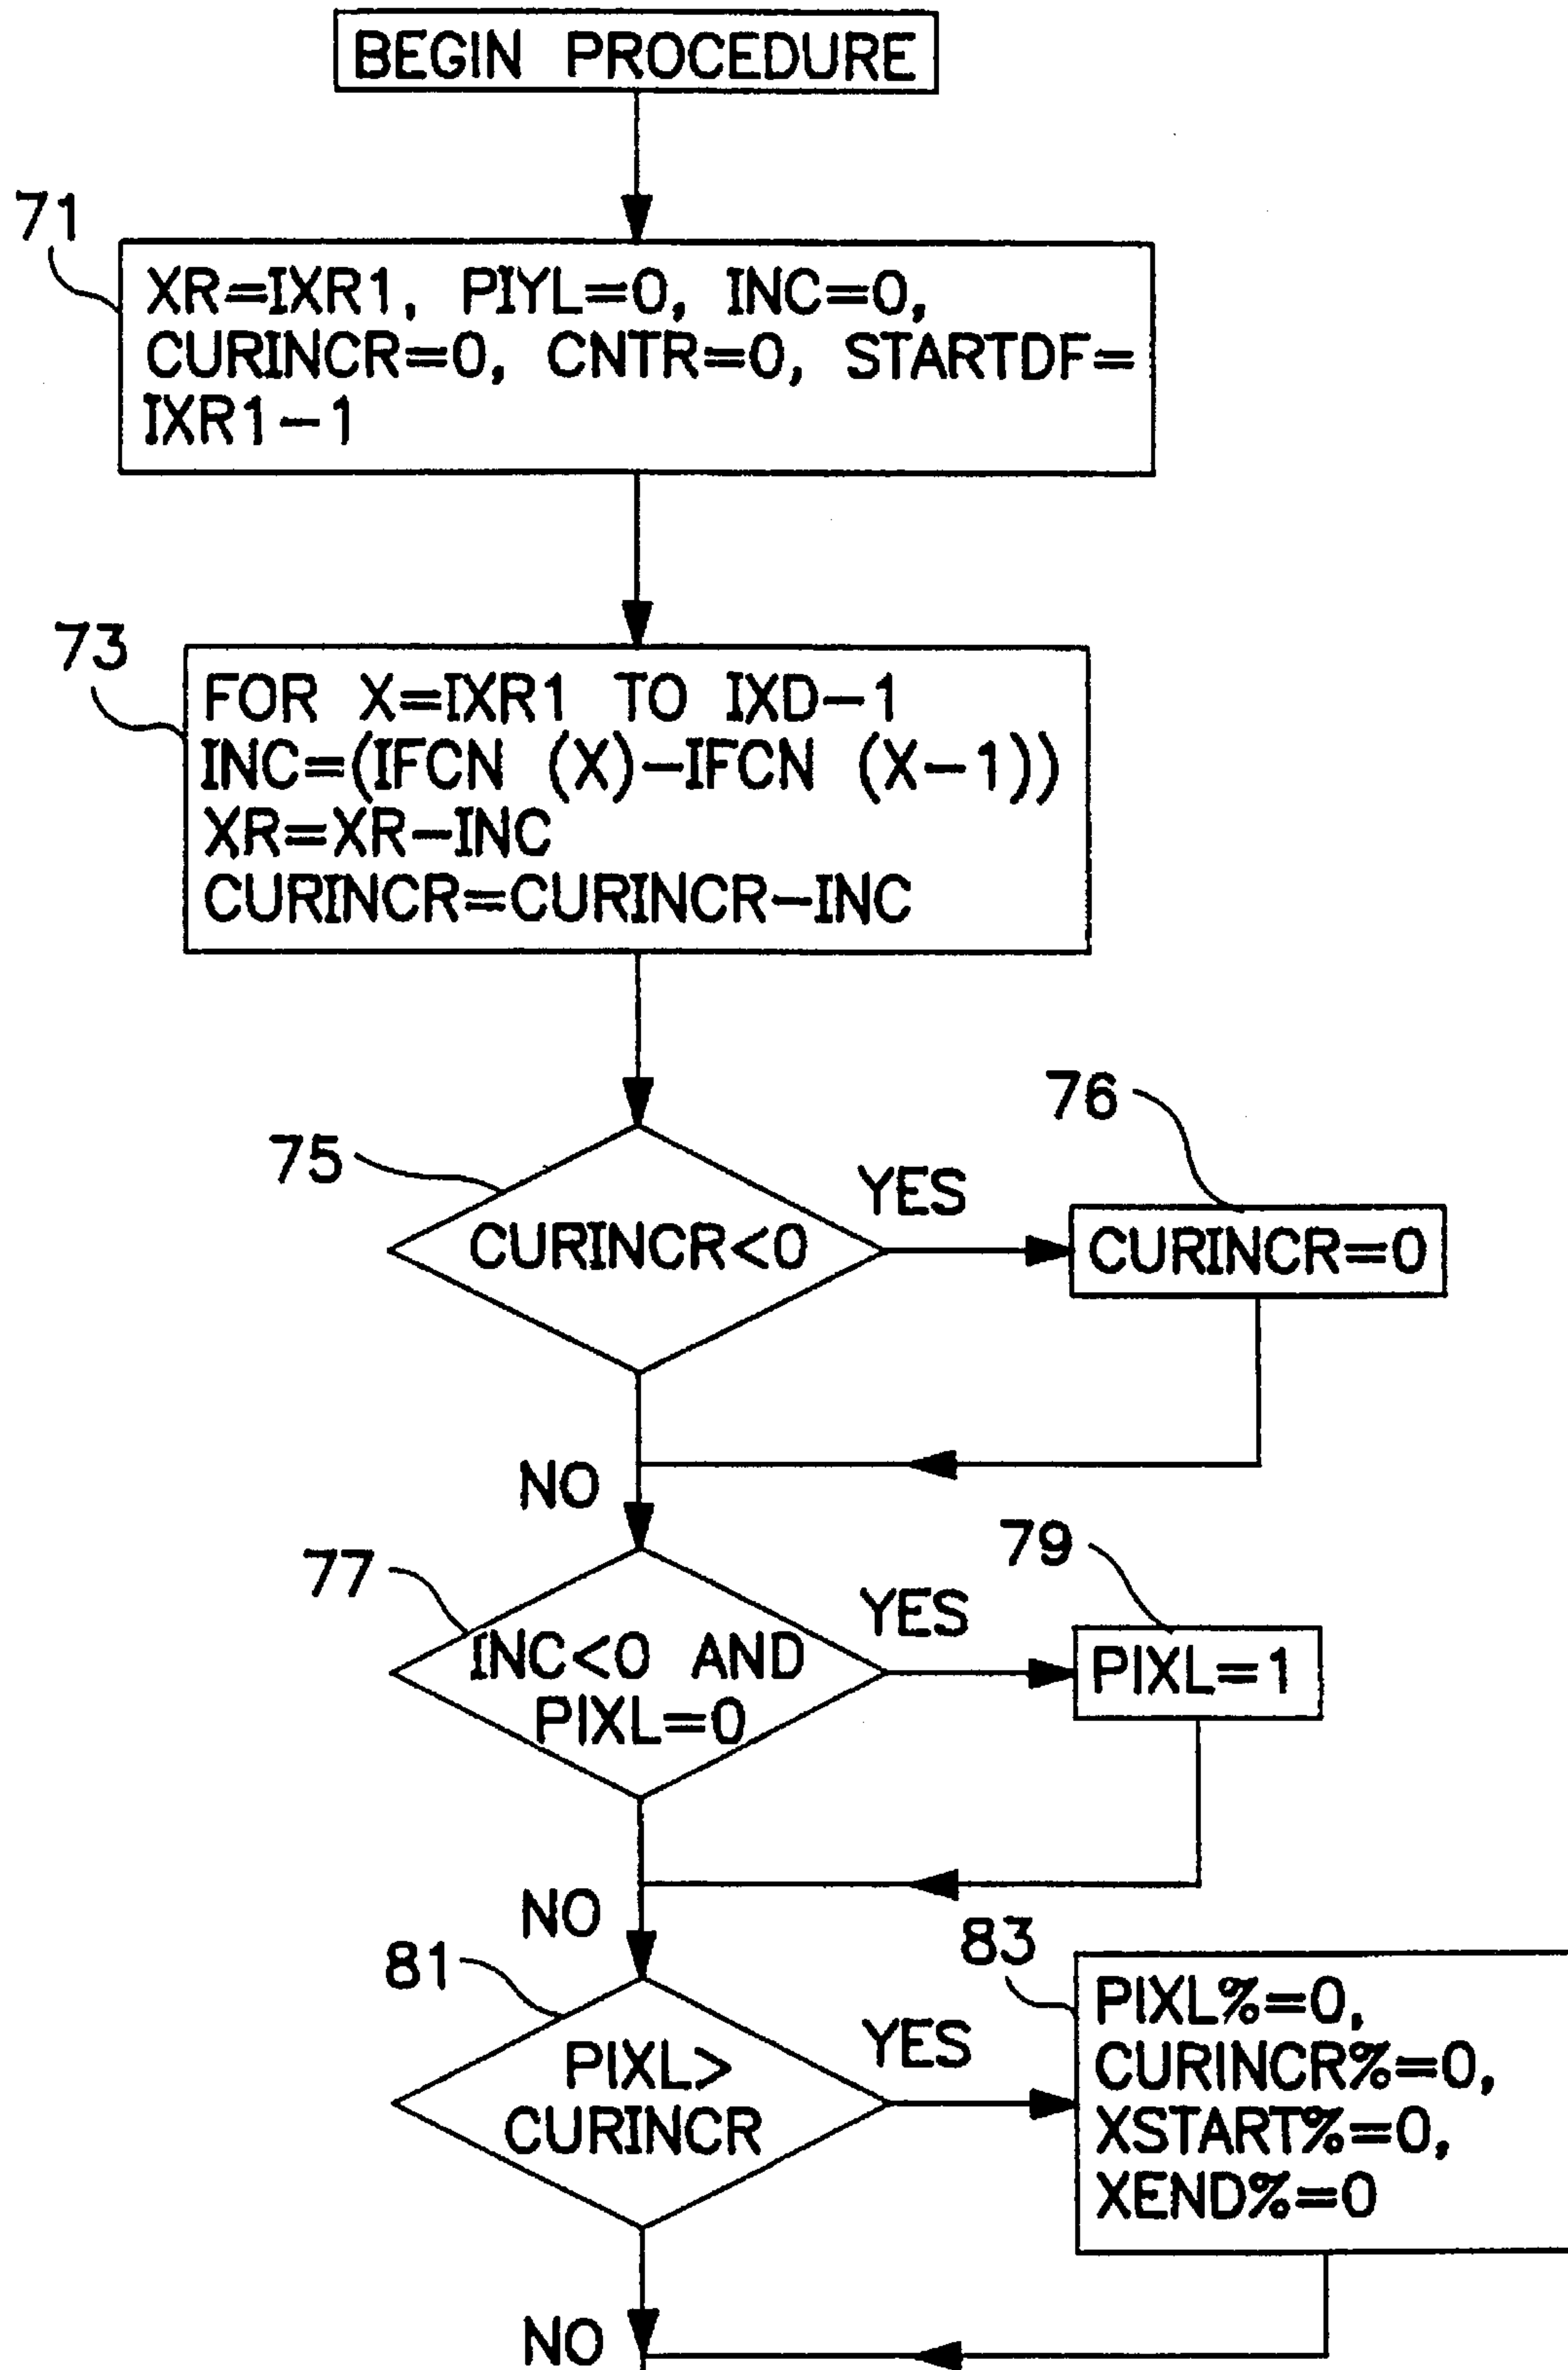 BEGIN PROCEDURE
71
XR=IXR1, PIYL=0, INC=0,
CURINCR=0, CNTR=0, STARTDF=
IXR1-1
73
FOR X=IXR1 TO IXD-1
INC=(IFCN (X)-IFCN (X-1))
XR=XR-INC
CURINCR=CURINCR-INC
75
CURINCR<0
YES
76
CURINCR=0
NO
77
INC<0 AND
PIXL=0
YES
79
PIXL=1
NO
81
PIXL>
CURINCR
YES
83
PIXL%=0,
CURINCR%=0,
XSTART%=0,
XEND%=0
NO